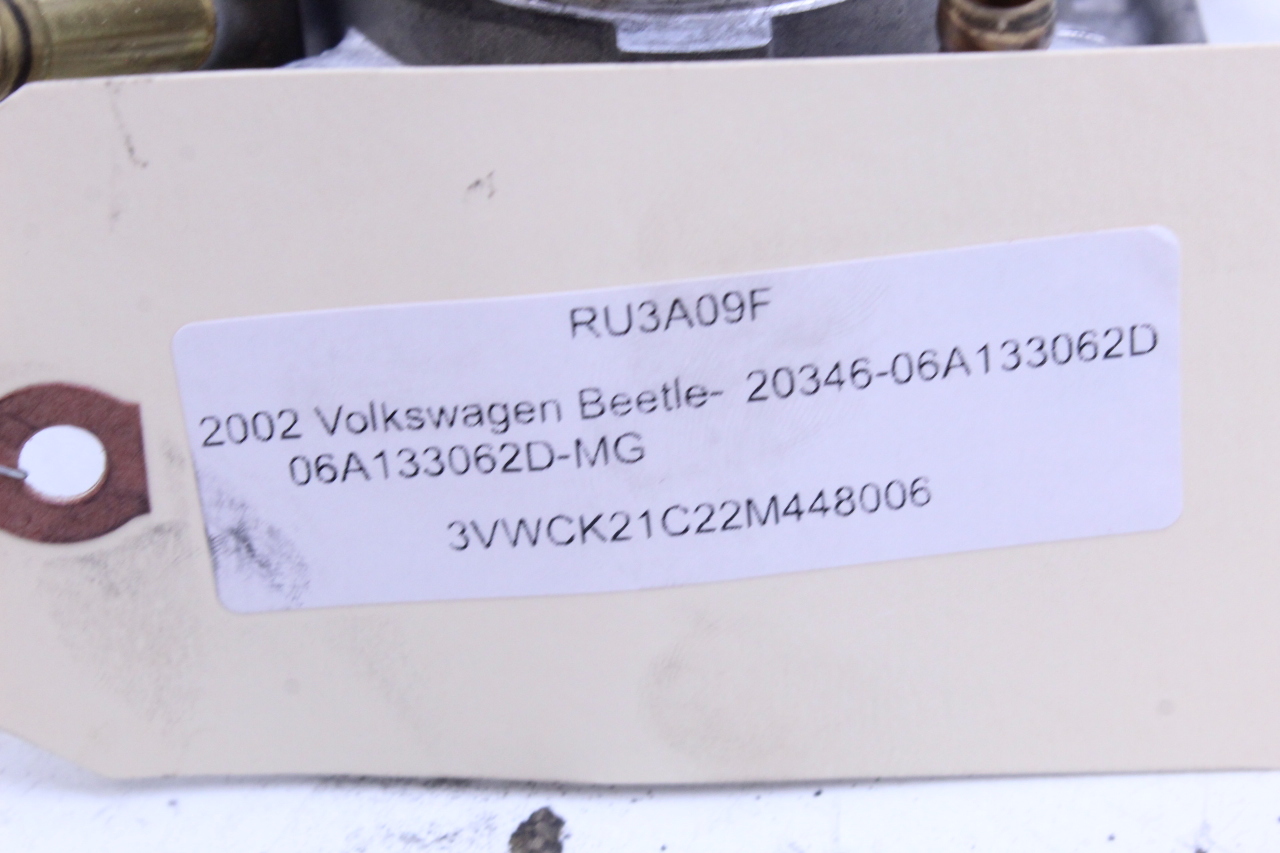 RU3A09F
2002 Volkswagen Beetle- 20346-06A133062D
06A133062D-MG
3VWCK21C22M448006